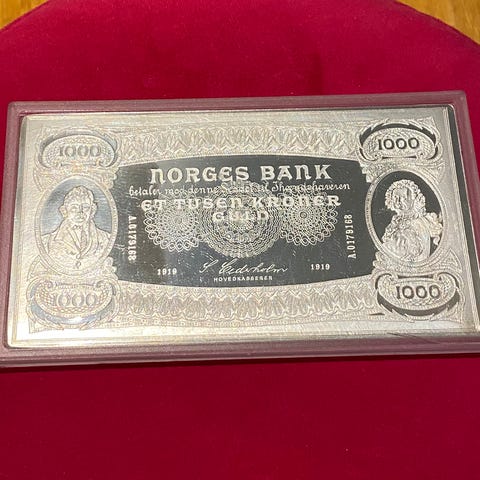 1000 1000
NORGES BANK
betaler mod denne Seddel til Ihændehaveren
ET TUSEN KRONER
GULD
A.0179168 A.0179168
1919 1919
HOVEDKASSERER
1000 1000